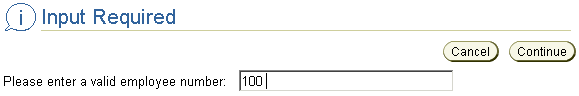 Input Required
Cancel Continue
Please enter a valid employee number: 100